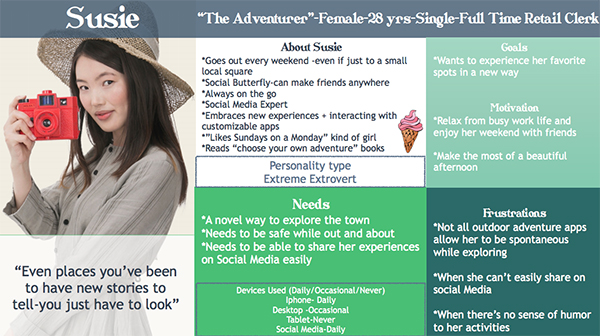 Susie
“The Adventurer”-Female-28 yrs-Single-Full Time Retail Clerk
About Susie
*Goes out every weekend -even if just to a small
local square
*Social Butterfly-can make friends anywhere
*Always on the go
*Social Media Expert
*Embraces new experiences + interacting with
customizable apps
*”Likes Sundays on a Monday” kind of girl
*Reads “choose your own adventure” books
Personality type
Extreme Extrovert
Goals
*Wants to experience her favorite
spots in a new way
Motivation
*Relax from busy work life and
enjoy her weekend with friends
*Make the most of a beautiful
afternoon
Needs
*A novel way to explore the town
*Needs to be safe while out and about
*Needs to be able to share her experiences
on Social Media easily
Devices Used (Daily/Occasional/Never)
Iphone- Daily
Desktop -Occasional
Tablet-Never
Social Media-Daily
Frustrations
*Not all outdoor adventure apps
allow her to be spontaneous
while exploring
*When she can’t easily share on
social Media
*When there’s no sense of humor
to her activities
“Even places you’ve been
to have new stories to
tell-you just have to look”